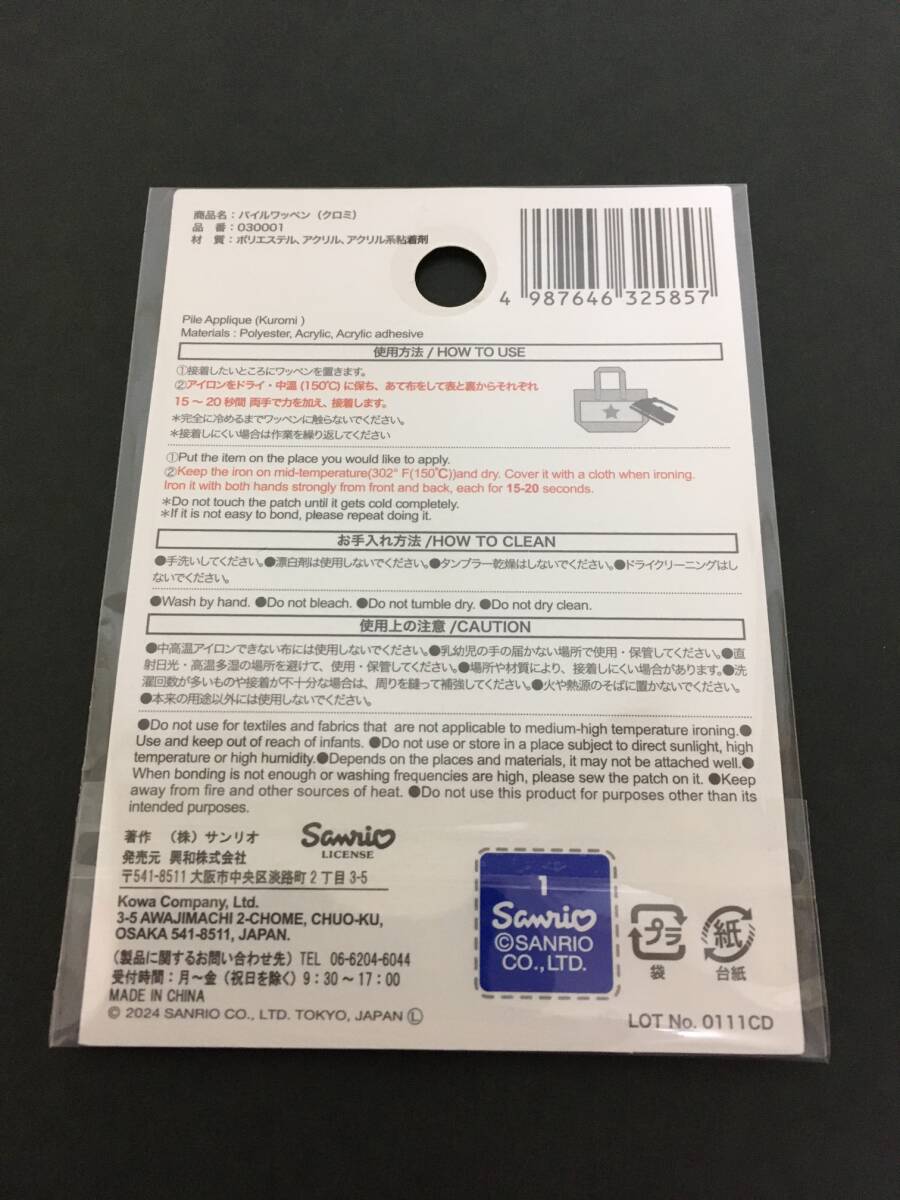 商品名：パイルワッペン（クロミ）
品　番：030001
材　質：ポリエステル、アクリル、アクリル系粘着剤
4 987646 325857
Pile Applique (Kuromi )
Materials : Polyester, Acrylic, Acrylic adhesive
使用方法 / HOW TO USE
①接着したいところにワッペンを置きます。
②アイロンをドライ・中温 (150℃) に保ち、あて布をして表と裏からそれぞれ
15 ～ 20 秒間 両手で力を加え、接着します。
＊完全に冷めるまでワッペンに触らないでください。
＊接着しにくい場合は作業を繰り返してください
①Put the item on the place you would like to apply.
②Keep the iron on mid-temperature(302° F(150℃))and dry. Cover it with a cloth when ironing.
Iron it with both hands strongly from front and back, each for 15-20 seconds.
＊Do not touch the patch until it gets cold completely.
＊If it is not easy to bond, please repeat doing it.
お手入れ方法 /HOW TO CLEAN
●手洗いしてください。●漂白剤は使用しないでください。●タンブラー乾燥はしないでください。●ドライクリーニングはし
ないでください。
●Wash by hand. ●Do not bleach. ●Do not tumble dry. ●Do not dry clean.
使用上の注意 /CAUTION
●中高温アイロンできない布には使用しないでください。●乳幼児の手の届かない場所で使用・保管してください。●直
射日光・高温多湿の場所を避けて、使用・保管してください。●場所や材質により、接着しにくい場合があります。●洗
濯回数が多いものや接着が不十分な場合は、周りを縫って補強してください。●火や熱源のそばに置かないでください。
●本来の用途以外には使用しないでください。
●Do not use for textiles and fabrics that are not applicable to medium-high temperature ironing.●
Use and keep out of reach of infants. ●Do not use or store in a place subject to direct sunlight, high
temperature or high humidity.●Depends on the places and materials, it may not be attached well.●
When bonding is not enough or washing frequencies are high, please sew the patch on it. ●Keep
away from fire and other sources of heat. ●Do not use this product for purposes other than its
intended purposes.
著作　（株）サンリオ
Sanrio
LICENSE
発売元 興和株式会社
〒541-8511 大阪市中央区淡路町 2 丁目 3-5
Kowa Company, Ltd.
3-5 AWAJIMACHI 2-CHOME, CHUO-KU,
OSAKA 541-8511, JAPAN.
（製品に関するお問い合わせ先）TEL 06-6204-6044
受付時間：月～金（祝日を除く）9：30～17：00
MADE IN CHINA
© 2024 SANRIO CO., LTD. TOKYO, JAPAN Ⓛ
1
Sanrio
©SANRIO
CO.,LTD.
プラ
袋
紙
台紙
LOT No. 0111CD